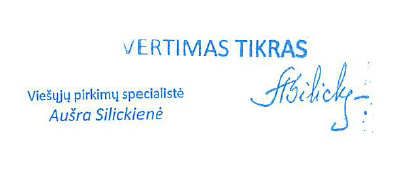 VERTIMAS TIKRAS
Viešųjų pirkimų specialistė
Aušra Silickienė